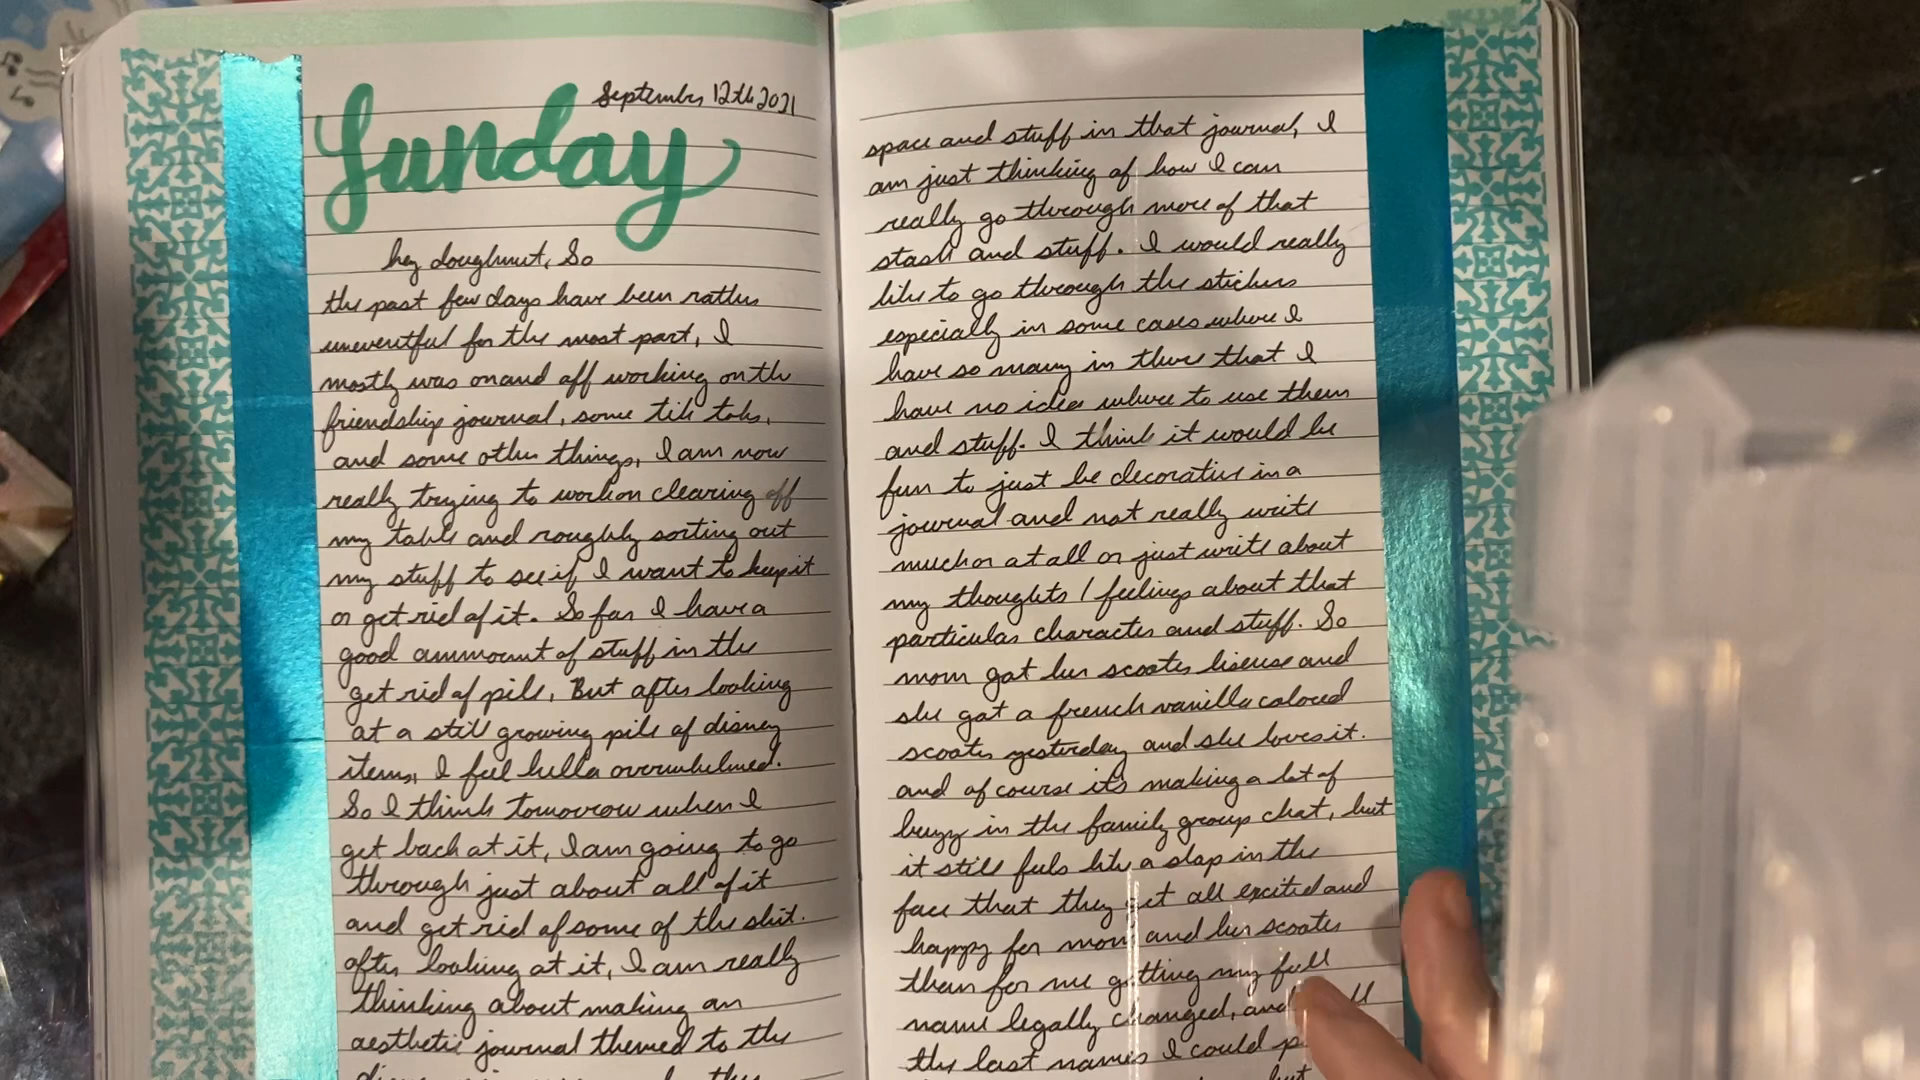 September 12th 2021
Sunday
hey doughnut, So
the past few days have been rather
uneventful for the most part, I
mostly was on and off working on the
friendship journal, some tik toks,
and some other things, I am now
really trying to work on clearing off
my table and roughly sorting out
my stuff to see if I want to keep it
or get rid of it. So far I have a
good ammount of stuff in the
get rid of pile, But after looking
at a still growing pile of disney
items, I feel hella overwhelmed.
So I think tomorrow when I
get back at it, I am going to go
through just about all of it
and get rid of some of the shit.
after looking at it, I am really
thinking about making an
aesthetic journal themed to the
space and stuff in that journal, I
am just thinking of how I can
really go through more of that
stash and stuff. I would really
like to go through the stickers
especially in some cases where I
have so many in there that I
have no idea where to use them
and stuff. I think it would be
fun to just be decorative in a
journal and not really write
much or at all or just write about
my thoughts / feelings about that
particular character and stuff. So
mom got her scooter lisense and
she got a french vanilla colored
scooter yesterday and she loves it.
and of course it's making a lot of
buzz in the family group chat, but
it still feels like a slap in the
face that they get all excited and
happy for mom and her scooter
than for me getting my full
name legally changed, and
the last names I could
but